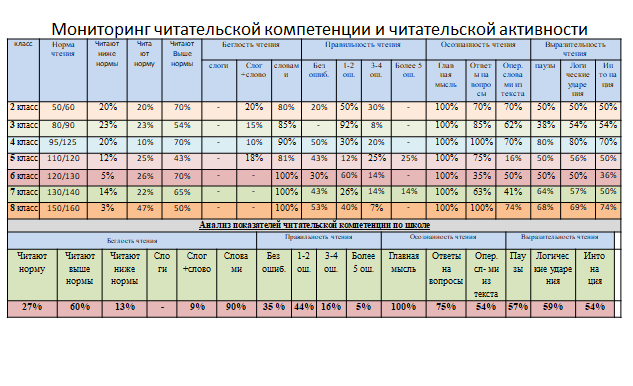 Мониторинг читательской компетенции и читательской активности
класс Норма чтения Читают ниже нормы Чита ют норму Читают Выше нормы Беглость чтения Правильность чтения Осознанность чтения Выразительность чтения
слоги Слог +слово словам и Без ошиб. 1-2 ош. 3-4 ош. Более 5 ош. Глав ная мысль Ответ ы на вопро сы Опер. слова ми из текста паузы Логи ческие ударе ния Ин то на ция
2 класс 50/60 20% 20% 70% - 20% 80% 20% 50% 30% - 100% 70% 70% 50% 50% 50%
3 класс 80/90 23% 23% 54% - 15% 85% 92% 8% - 100% 85% 62% 38% 54% 54%
4 класс 95/125 20% 10% 70% - 10% 90% 50% 30% 20% - 100% 100% 70% 80% 80% 70%
5 класс 110/120 12% 25% 43% - 18% 81% 43% 12% 25% 25% 100% 75% 16% 50% 56% 50%
6 класс 120/130 5% 26% 70% - - 100% 30% 60% 14% - 100% 35% 50% 50% 50% 36%
7 класс 130/140 14% 22% 65% - - 100% 43% 26% 14% 14% 100% 63% 41% 64% 57% 50%
8 класс 150/160 3% 47% 50% - - 100% 53% 40% 7% - 100% 100% 74% 68% 69% 74%
Анализ показателей читательской компетенции по школе
Беглость чтения Правильность чтения Осознанность чтения Выразительность чтения
Читают норму Читают выше нормы Читают ниже нормы Сло ги Слог +слово Слова ми Без ошиб. 1-2 ош. 3-4 ош. Более 5 ош. Главная мысль Ответы на вопросы Опер. сл- ми из текста Пау зы Логичес кие ударе ния Инто на ция
27% 60% 13% - 9% 90% 35 % 44% 16% 5% 100% 75% 54% 57% 59% 54%